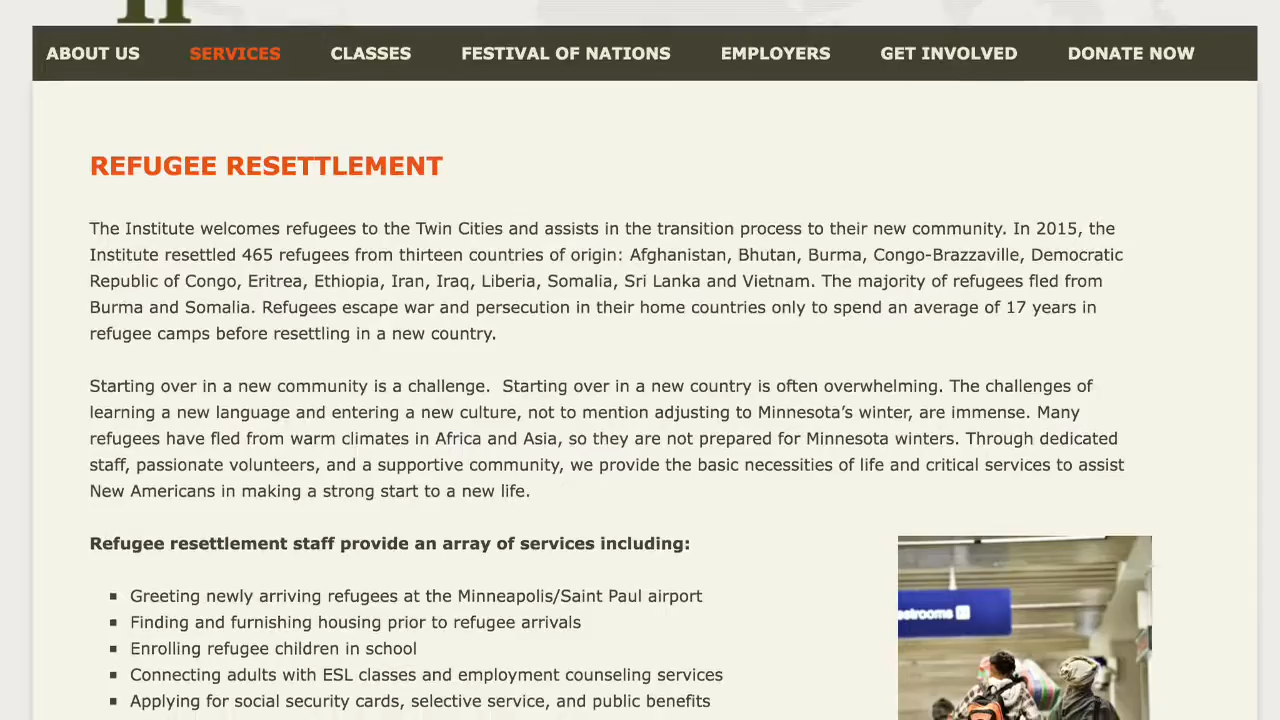 ABOUT US SERVICES CLASSES FESTIVAL OF NATIONS EMPLOYERS GET INVOLVED DONATE NOW
REFUGEE RESETTLEMENT
The Institute welcomes refugees to the Twin Cities and assists in the transition process to their new community. In 2015, the
Institute resettled 465 refugees from thirteen countries of origin: Afghanistan, Bhutan, Burma, Congo-Brazzaville, Democratic
Republic of Congo, Eritrea, Ethiopia, Iran, Iraq, Liberia, Somalia, Sri Lanka and Vietnam. The majority of refugees fled from
Burma and Somalia. Refugees escape war and persecution in their home countries only to spend an average of 17 years in
refugee camps before resettling in a new country.
Starting over in a new community is a challenge.  Starting over in a new country is often overwhelming. The challenges of
learning a new language and entering a new culture, not to mention adjusting to Minnesota’s winter, are immense. Many
refugees have fled from warm climates in Africa and Asia, so they are not prepared for Minnesota winters. Through dedicated
staff, passionate volunteers, and a supportive community, we provide the basic necessities of life and critical services to assist
New Americans in making a strong start to a new life.
Refugee resettlement staff provide an array of services including:
▪ Greeting newly arriving refugees at the Minneapolis/Saint Paul airport
▪ Finding and furnishing housing prior to refugee arrivals
▪ Enrolling refugee children in school
▪ Connecting adults with ESL classes and employment counseling services
▪ Applying for social security cards, selective service, and public benefits